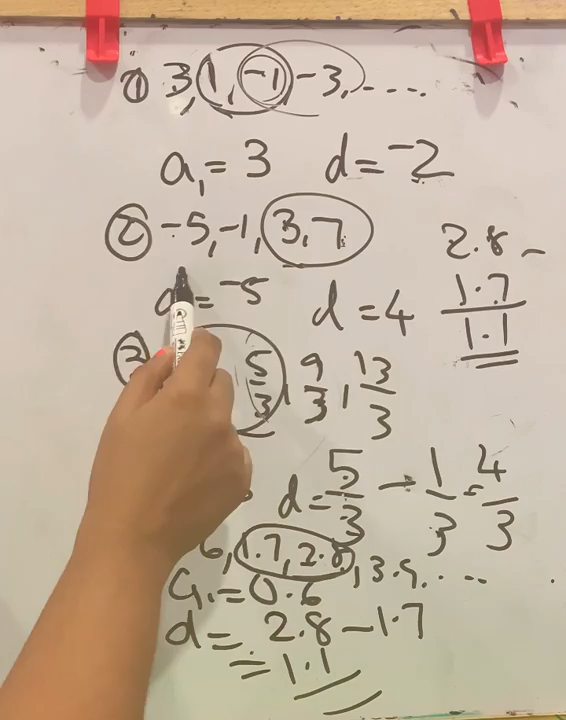 ① 3, 1, -1, -3, ....
a₁ = 3 d = -2
② -5, -1, 3, 7
= -5 d = 4
2.8 -
1.7
1.1
5/3, 9/3, 13/3
d = 5/3 - 1/3 = 4/3
6, 1.7, 2.8, 3.9, ....
a₁ = 0.6
d = 2.8 - 1.7
= 1.1